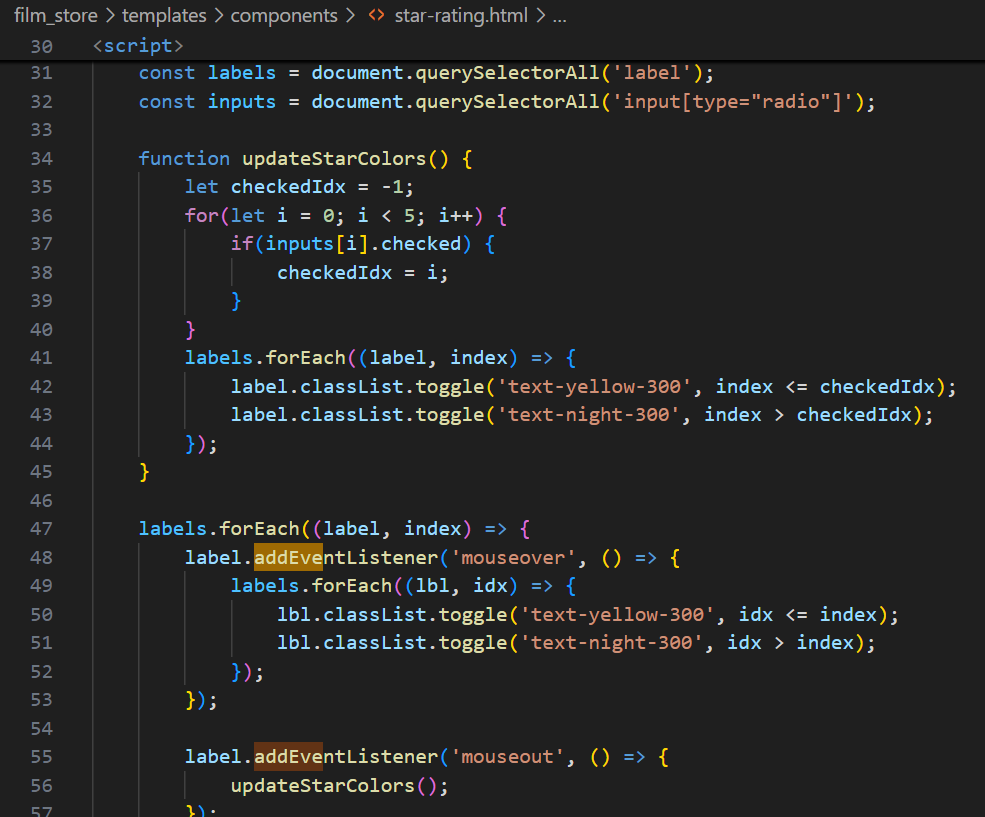 film_store > templates > components > <> star-rating.html > ...
30 <script>
31 const labels = document.querySelectorAll('label');
32 const inputs = document.querySelectorAll('input[type="radio"]');
33
34 function updateStarColors() {
35 let checkedIdx = -1;
36 for(let i = 0; i < 5; i++) {
37 if(inputs[i].checked) {
38 checkedIdx = i;
39 }
40 }
41 labels.forEach((label, index) => {
42 label.classList.toggle('text-yellow-300', index <= checkedIdx);
43 label.classList.toggle('text-night-300', index > checkedIdx);
44 });
45 }
46
47 labels.forEach((label, index) => {
48 label.addEventListener('mouseover', () => {
49 labels.forEach((lbl, idx) => {
50 lbl.classList.toggle('text-yellow-300', idx <= index);
51 lbl.classList.toggle('text-night-300', idx > index);
52 });
53 });
54
55 label.addEventListener('mouseout', () => {
56 updateStarColors();
57 });